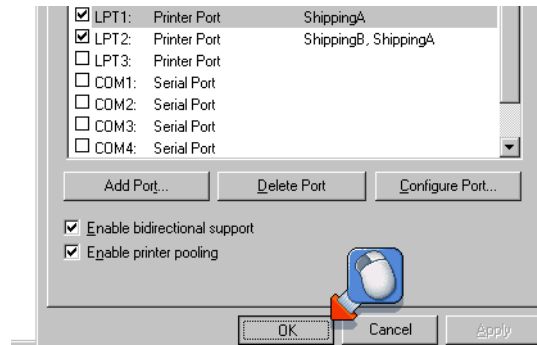 LPT1: Printer Port ShippingA
LPT2: Printer Port ShippingB, ShippingA
LPT3: Printer Port
COM1: Serial Port
COM2: Serial Port
COM3: Serial Port
COM4: Serial Port
Add Port... Delete Port Configure Port...
Enable bidirectional support
Enable printer pooling
OK Cancel Apply